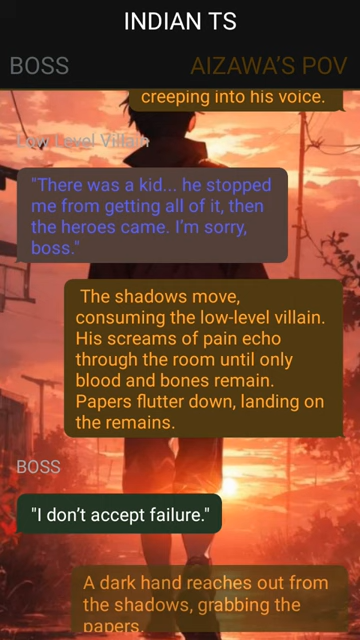 INDIAN TS
BOSS
AIZAWA’S POV
creeping into his voice.
Low Level Villain
"There was a kid... he stopped
me from getting all of it, then
the heroes came. I’m sorry,
boss."
The shadows move,
consuming the low-level villain.
His screams of pain echo
through the room until only
blood and bones remain.
Papers flutter down, landing on
the remains.
BOSS
"I don’t accept failure."
A dark hand reaches out from
the shadows, grabbing the
papers.